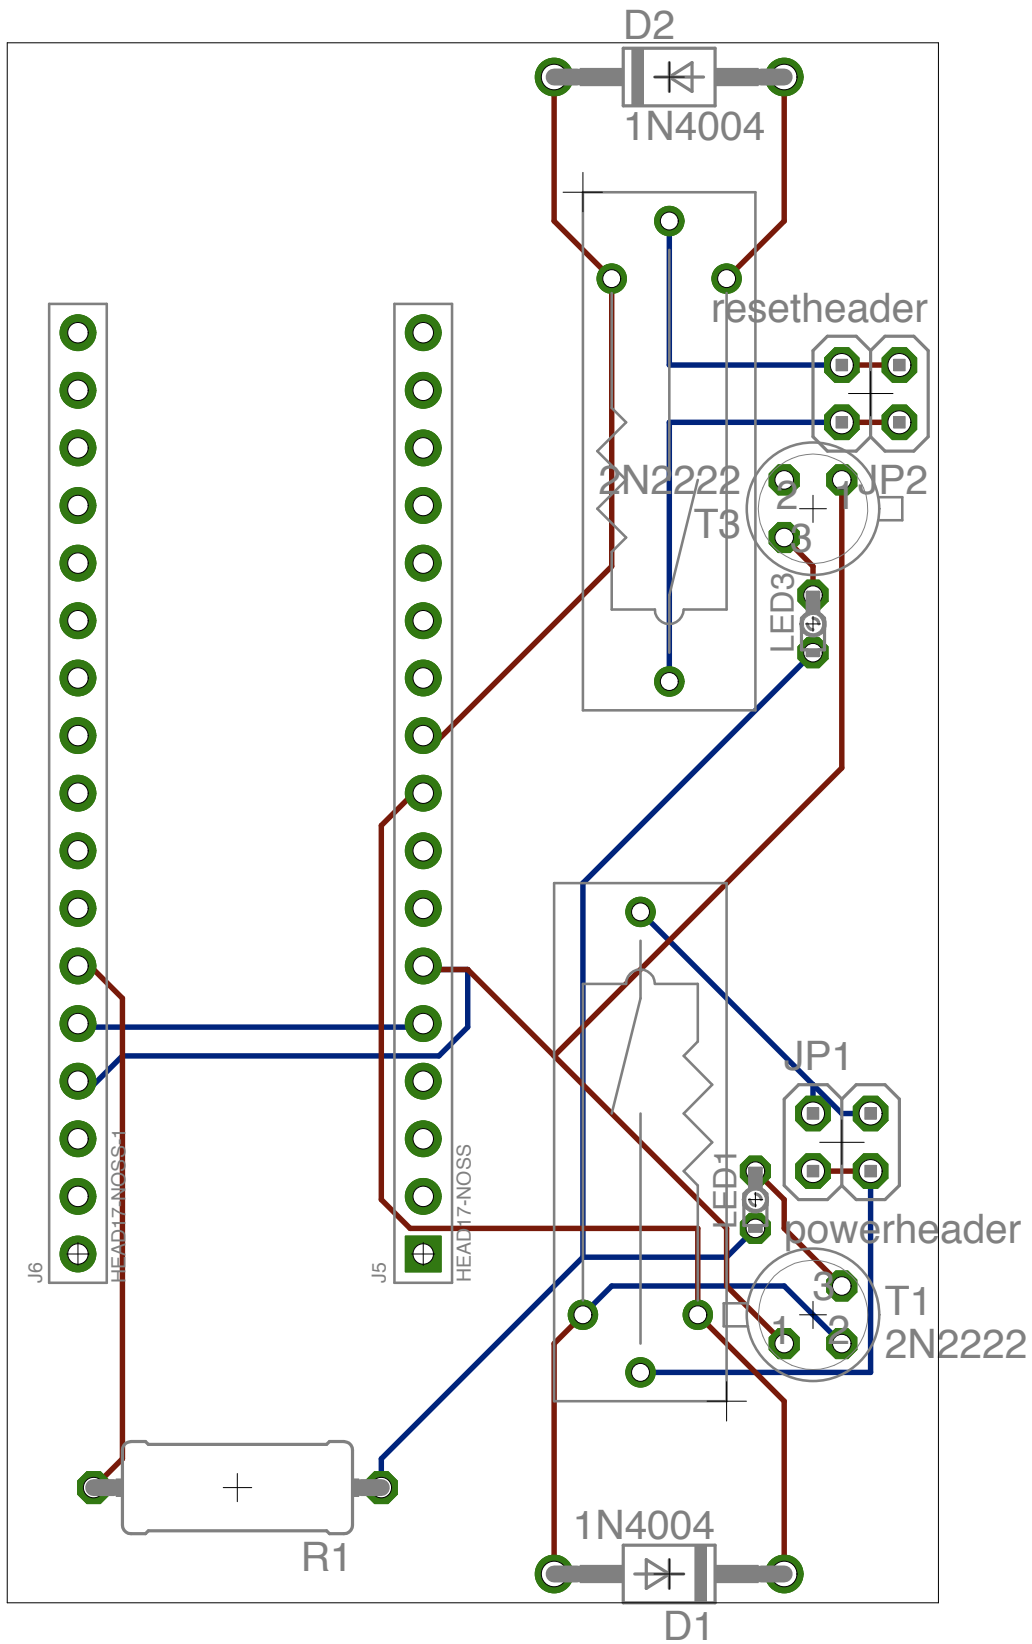 D2
1N4004
resetheader
2N2222
2
1
JP2
T3
3
LED3
JP1
HEAD17-NOSS-1
HEAD17-NOSS
LED1
powerheader
J6
J5
3
T1
1
2
2N2222
1N4004
R1
D1